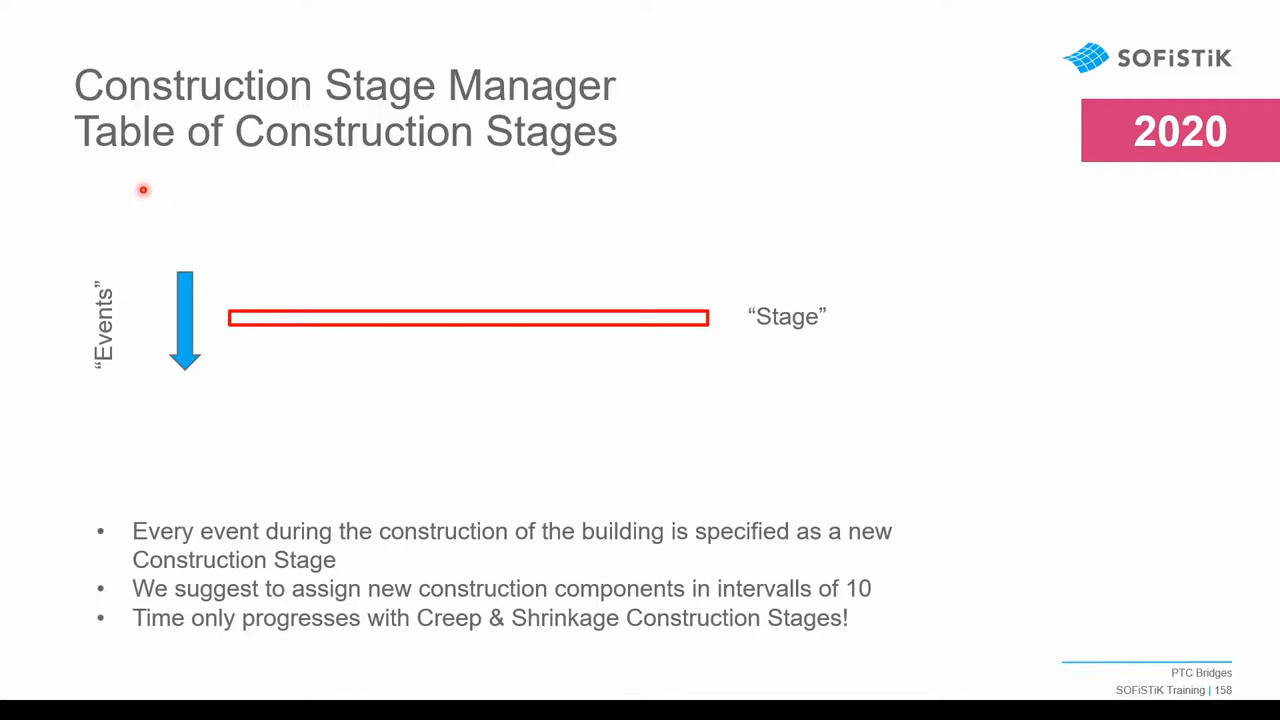 Construction Stage Manager
Table of Construction Stages
SOFiSTiK
2020
“Events”
“Stage”
• Every event during the construction of the building is specified as a new
Construction Stage
• We suggest to assign new construction components in intervalls of 10
• Time only progresses with Creep & Shrinkage Construction Stages!
PTC Bridges
SOFiSTiK Training | 158